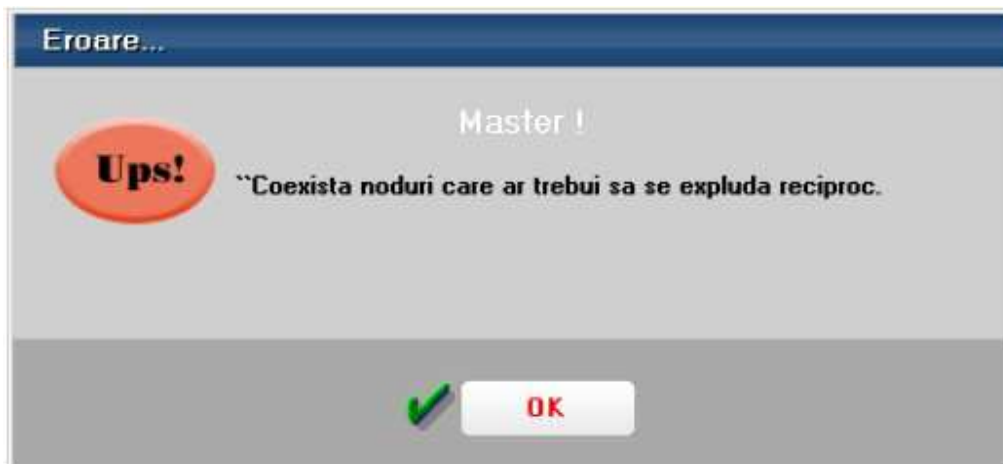 Eroare...
Master !
Ups!
``Coexista noduri care ar trebui sa se expluda reciproc.
OK